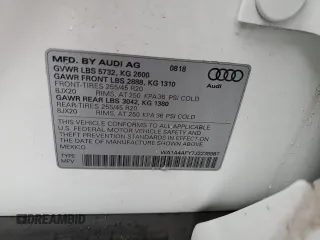 MFD. BY AUDI AG 08/18
GVWR LBS 5732, KG 2600
GAWR FRONT LBS 2888, KG 1310
FRONT-TIRES 255/45 R20
8JX20 RIMS, AT 250 KPA 36 PSI COLD
GAWR REAR LBS 3042, KG 1380
REAR-TIRES 255/45 R20
8JX20 RIMS, AT 250 KPA 36 PSI COLD
THIS VEHICLE CONFORMS TO ALL APPLICABLE
FEDERAL MOTOR VEHICLE SAFETY AND
THEFT PREVENTION STANDARDS IN EFFECT
ON THE DATE OF MANUFACTURE SHOWN ABOVE.
MEXICO
TYPE:
MPV